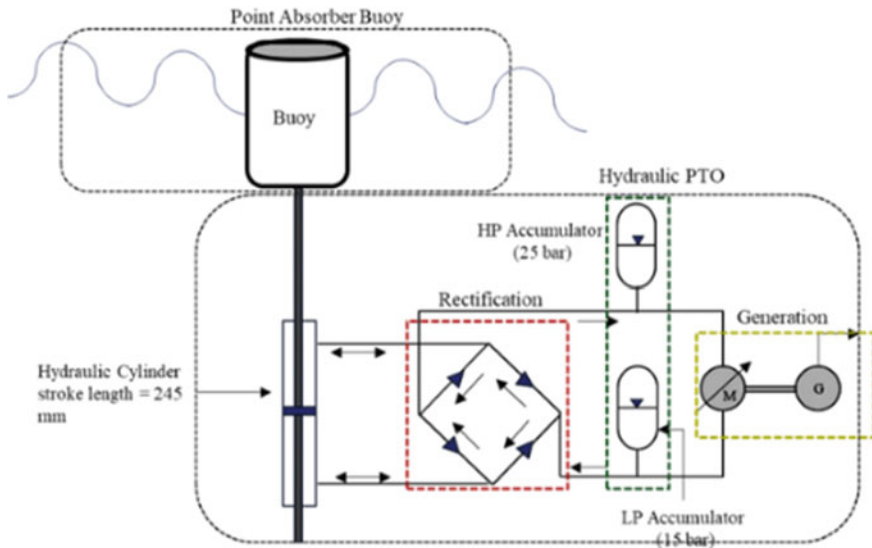 Point Absorber Buoy
Buoy
Hydraulic PTO
HP Accumulator
(25 bar)
Rectification
Generation
Hydraulic Cylinder
stroke length = 245
mm
M
G
LP Accumulator
(15 bar)